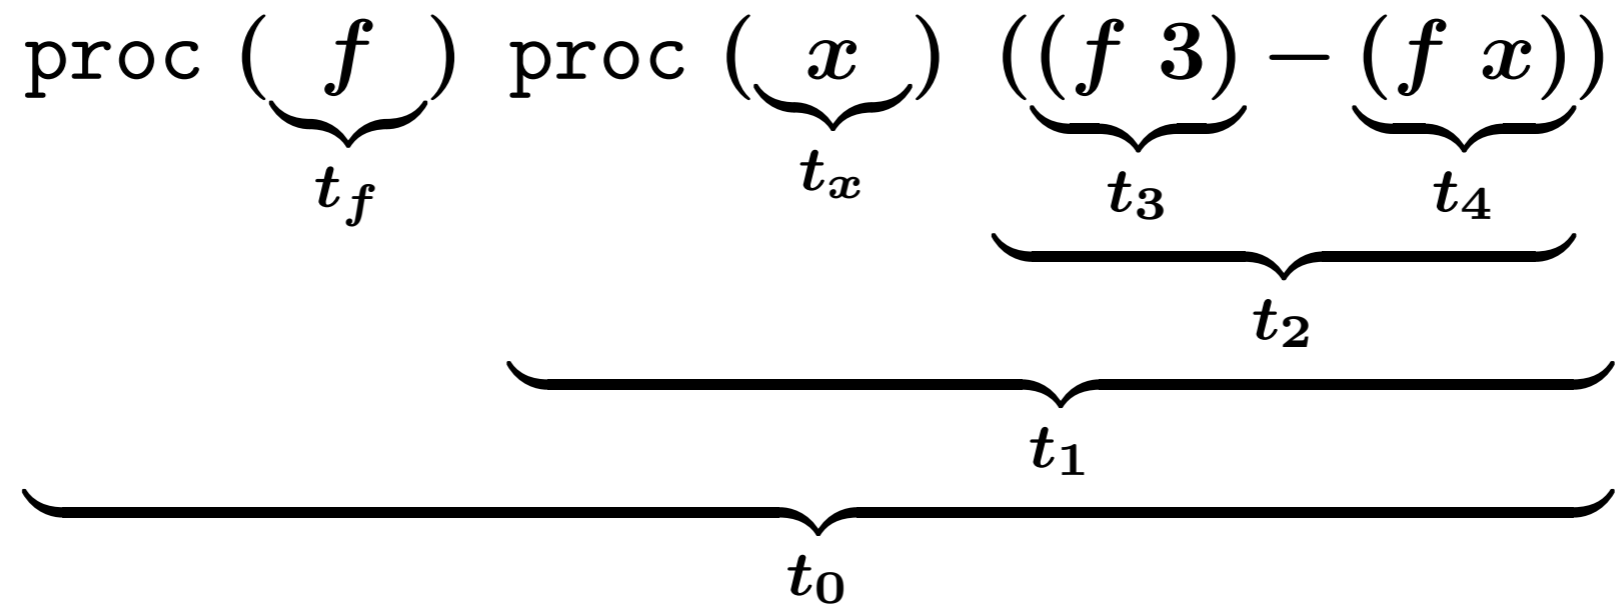 proc (f) proc (x) ((f 3) − (f x))
t_f t_x t_3 t_4
t_2
t_1
t_0